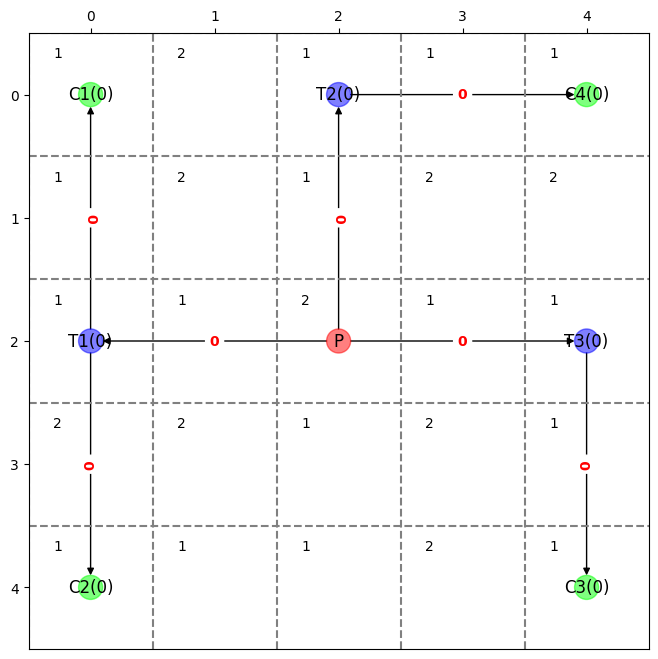 0 1 2 3 4
1 2 1 1 1
0 C1(0) T2(0) 0 C4(0)
1 2 1 2 2
1 0 0
1 1 2 1 1
2 T1(0) 0 P 0 T3(0)
2 2 1 2 1
3 0 0
1 1 1 2 1
4 C2(0) C3(0)